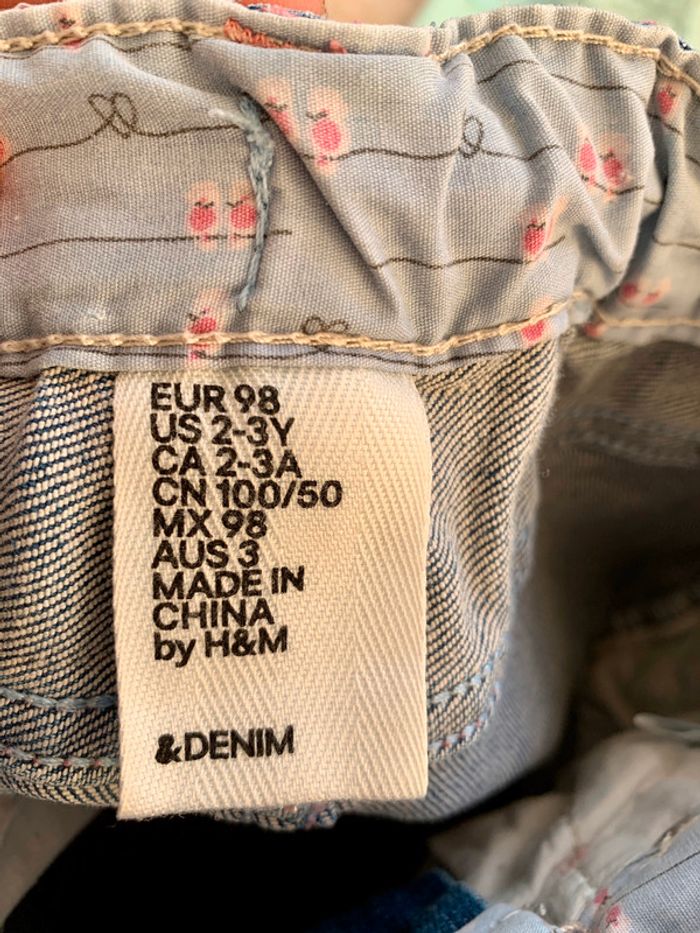 EUR 98
US 2-3Y
CA 2-3A
CN 100/50
MX 98
AUS 3
MADE IN
CHINA
by H&M
&DENIM